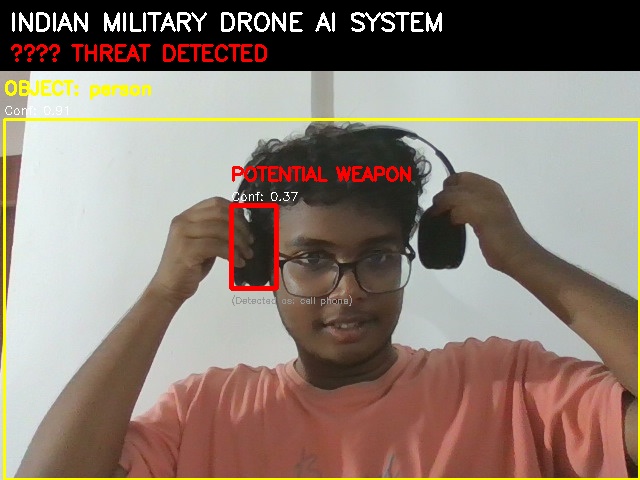 INDIAN MILITARY DRONE AI SYSTEM
???? THREAT DETECTED
OBJECT: person
Conf: 0.91
POTENTIAL WEAPON
Conf: 0.37
(Detected as: cell phone)